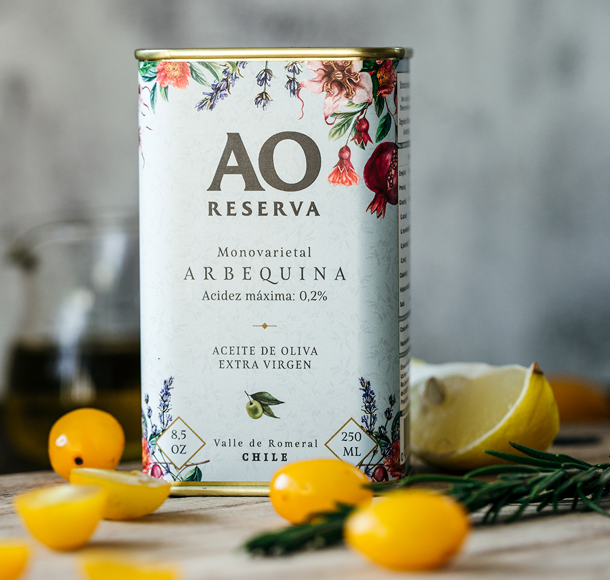 AO
RESERVA
Monovarietal
ARBEQUINA
Acidez máxima: 0,2%
ACEITE DE OLIVA
EXTRA VIRGEN
8,5
OZ
Valle de Romeral
CHILE
250
ML